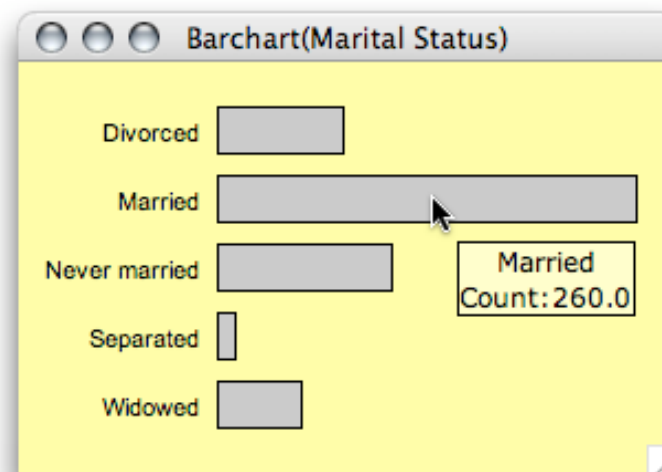 Barchart(Marital Status)
Divorced
Married
Never married
Married
Count:260.0
Separated
Widowed